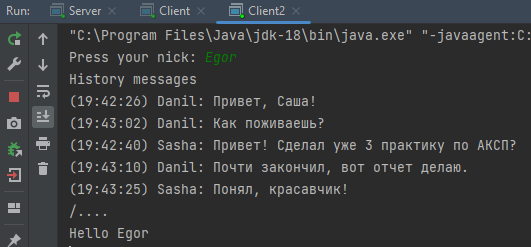 Run: Server Client Client2
"C:\Program Files\Java\jdk-18\bin\java.exe" "-javaagent:C:
Press your nick: Egor
History messages
(19:42:26) Danil: Привет, Саша!
(19:43:02) Danil: Как поживаешь?
(19:42:40) Sasha: Привет! Сделал уже 3 практику по АКСП?
(19:43:10) Danil: Почти закончил, вот отчет делаю.
(19:43:25) Sasha: Понял, красавчик!
/....
Hello Egor